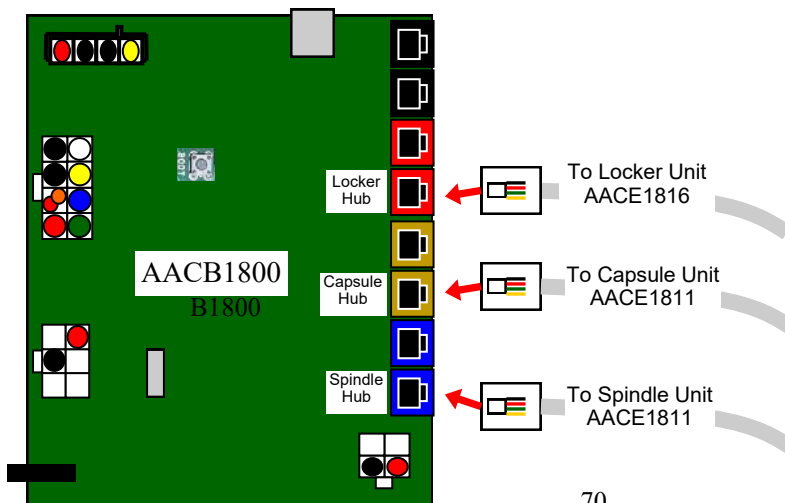 BOOT
Locker
Hub
To Locker Unit
AACE1816
AACB1800
B1800
Capsule
Hub
To Capsule Unit
AACE1811
Spindle
Hub
To Spindle Unit
AACE1811
70